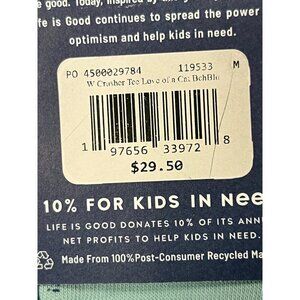 e good. Today, inspired by
ife is Good continues to spread the power
optimism and help kids in need.
PO 4500029784 119533 M
W Crusher Tee Love of a Cat BchBlu
1 97656 33972 8
$29.50
10% FOR KIDS IN Nee
LIFE IS GOOD DONATES 10% OF ITS ANN
NET PROFITS TO HELP KIDS IN NEED.
Made From 100%Post-Consumer Recycled Ma